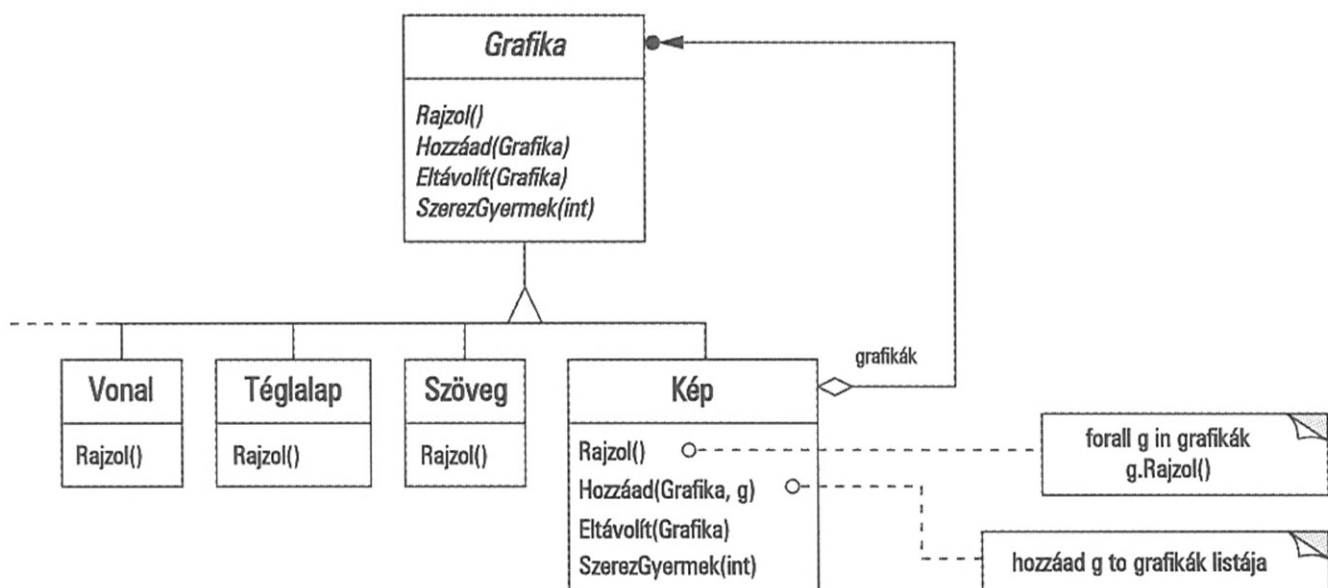 Grafika
Rajzol()
Hozzáad(Grafika)
Eltávolít(Grafika)
SzerezGyermek(int)
grafikák
Vonal
Rajzol()
Téglalap
Rajzol()
Szöveg
Rajzol()
Kép
Rajzol()
Hozzáad(Grafika, g)
Eltávolít(Grafika)
SzerezGyermek(int)
forall g in grafikák
g.Rajzol()
hozzáad g to grafikák listája